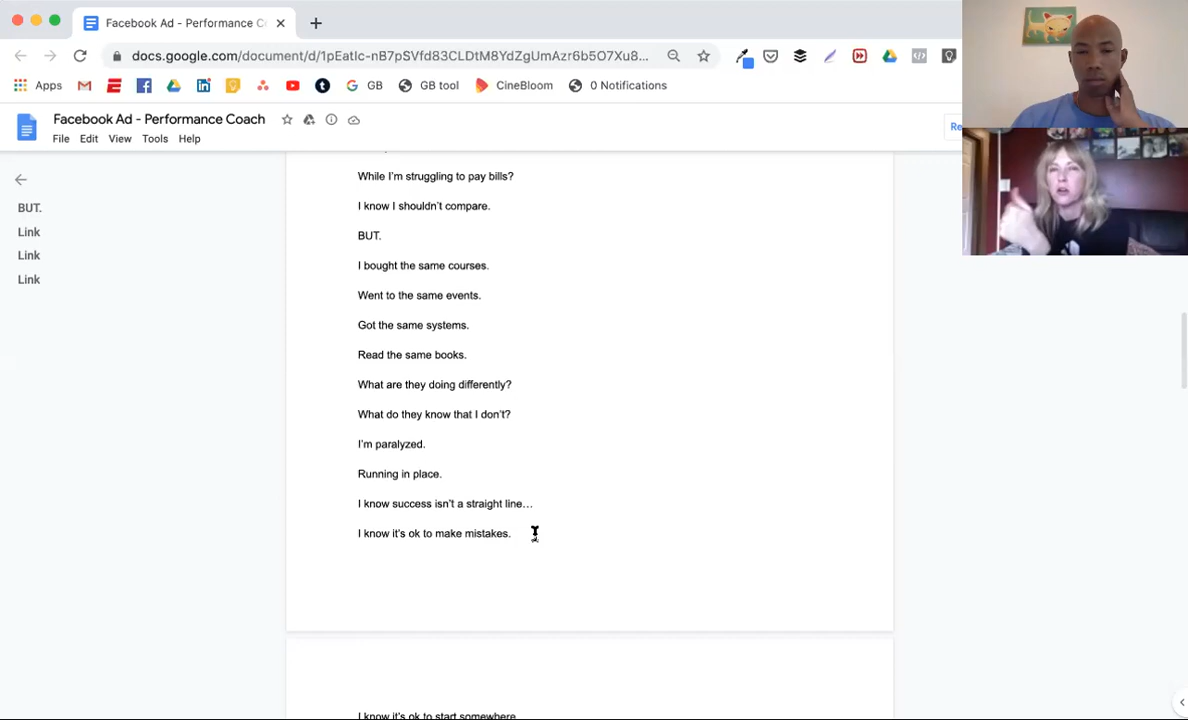 Facebook Ad - Performance C
docs.google.com/document/d/1pEatIc-nB7pSVfd83CLDtM8YdZgUmAzr6b5O7Xu8...
Apps
GB
GB tool
CineBloom
0 Notifications
Facebook Ad - Performance Coach
File Edit View Tools Help
Re
BUT.
Link
Link
Link
While I'm struggling to pay bills?
I know I shouldn't compare.
BUT.
I bought the same courses.
Went to the same events.
Got the same systems.
Read the same books.
What are they doing differently?
What do they know that I don't?
I'm paralyzed.
Running in place.
I know success isn't a straight line…
I know it's ok to make mistakes.
I know it's ok to start somewhere